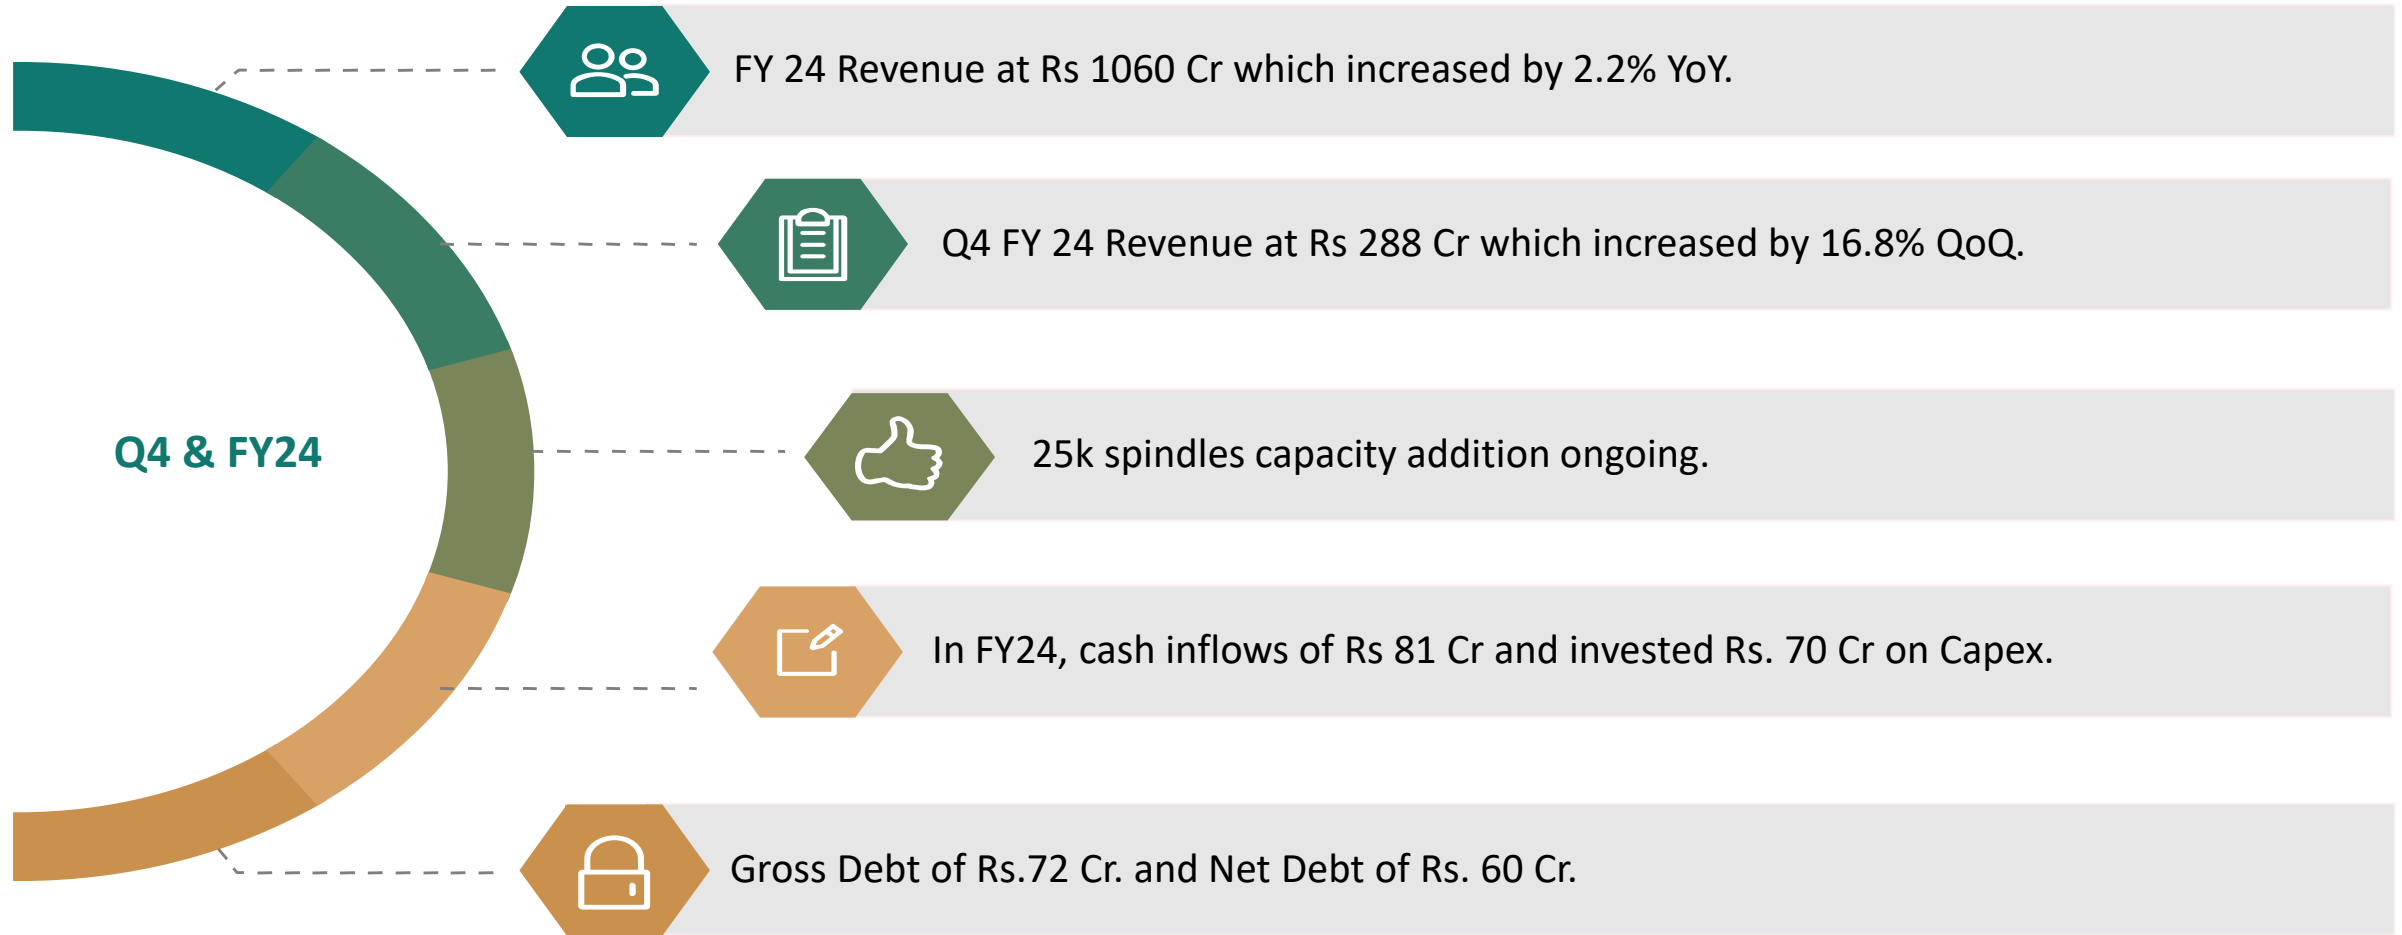 FY 24 Revenue at Rs 1060 Cr which increased by 2.2% YoY.
Q4 FY 24 Revenue at Rs 288 Cr which increased by 16.8% QoQ.
Q4 & FY24
25k spindles capacity addition ongoing.
In FY24, cash inflows of Rs 81 Cr and invested Rs. 70 Cr on Capex.
Gross Debt of Rs.72 Cr. and Net Debt of Rs. 60 Cr.